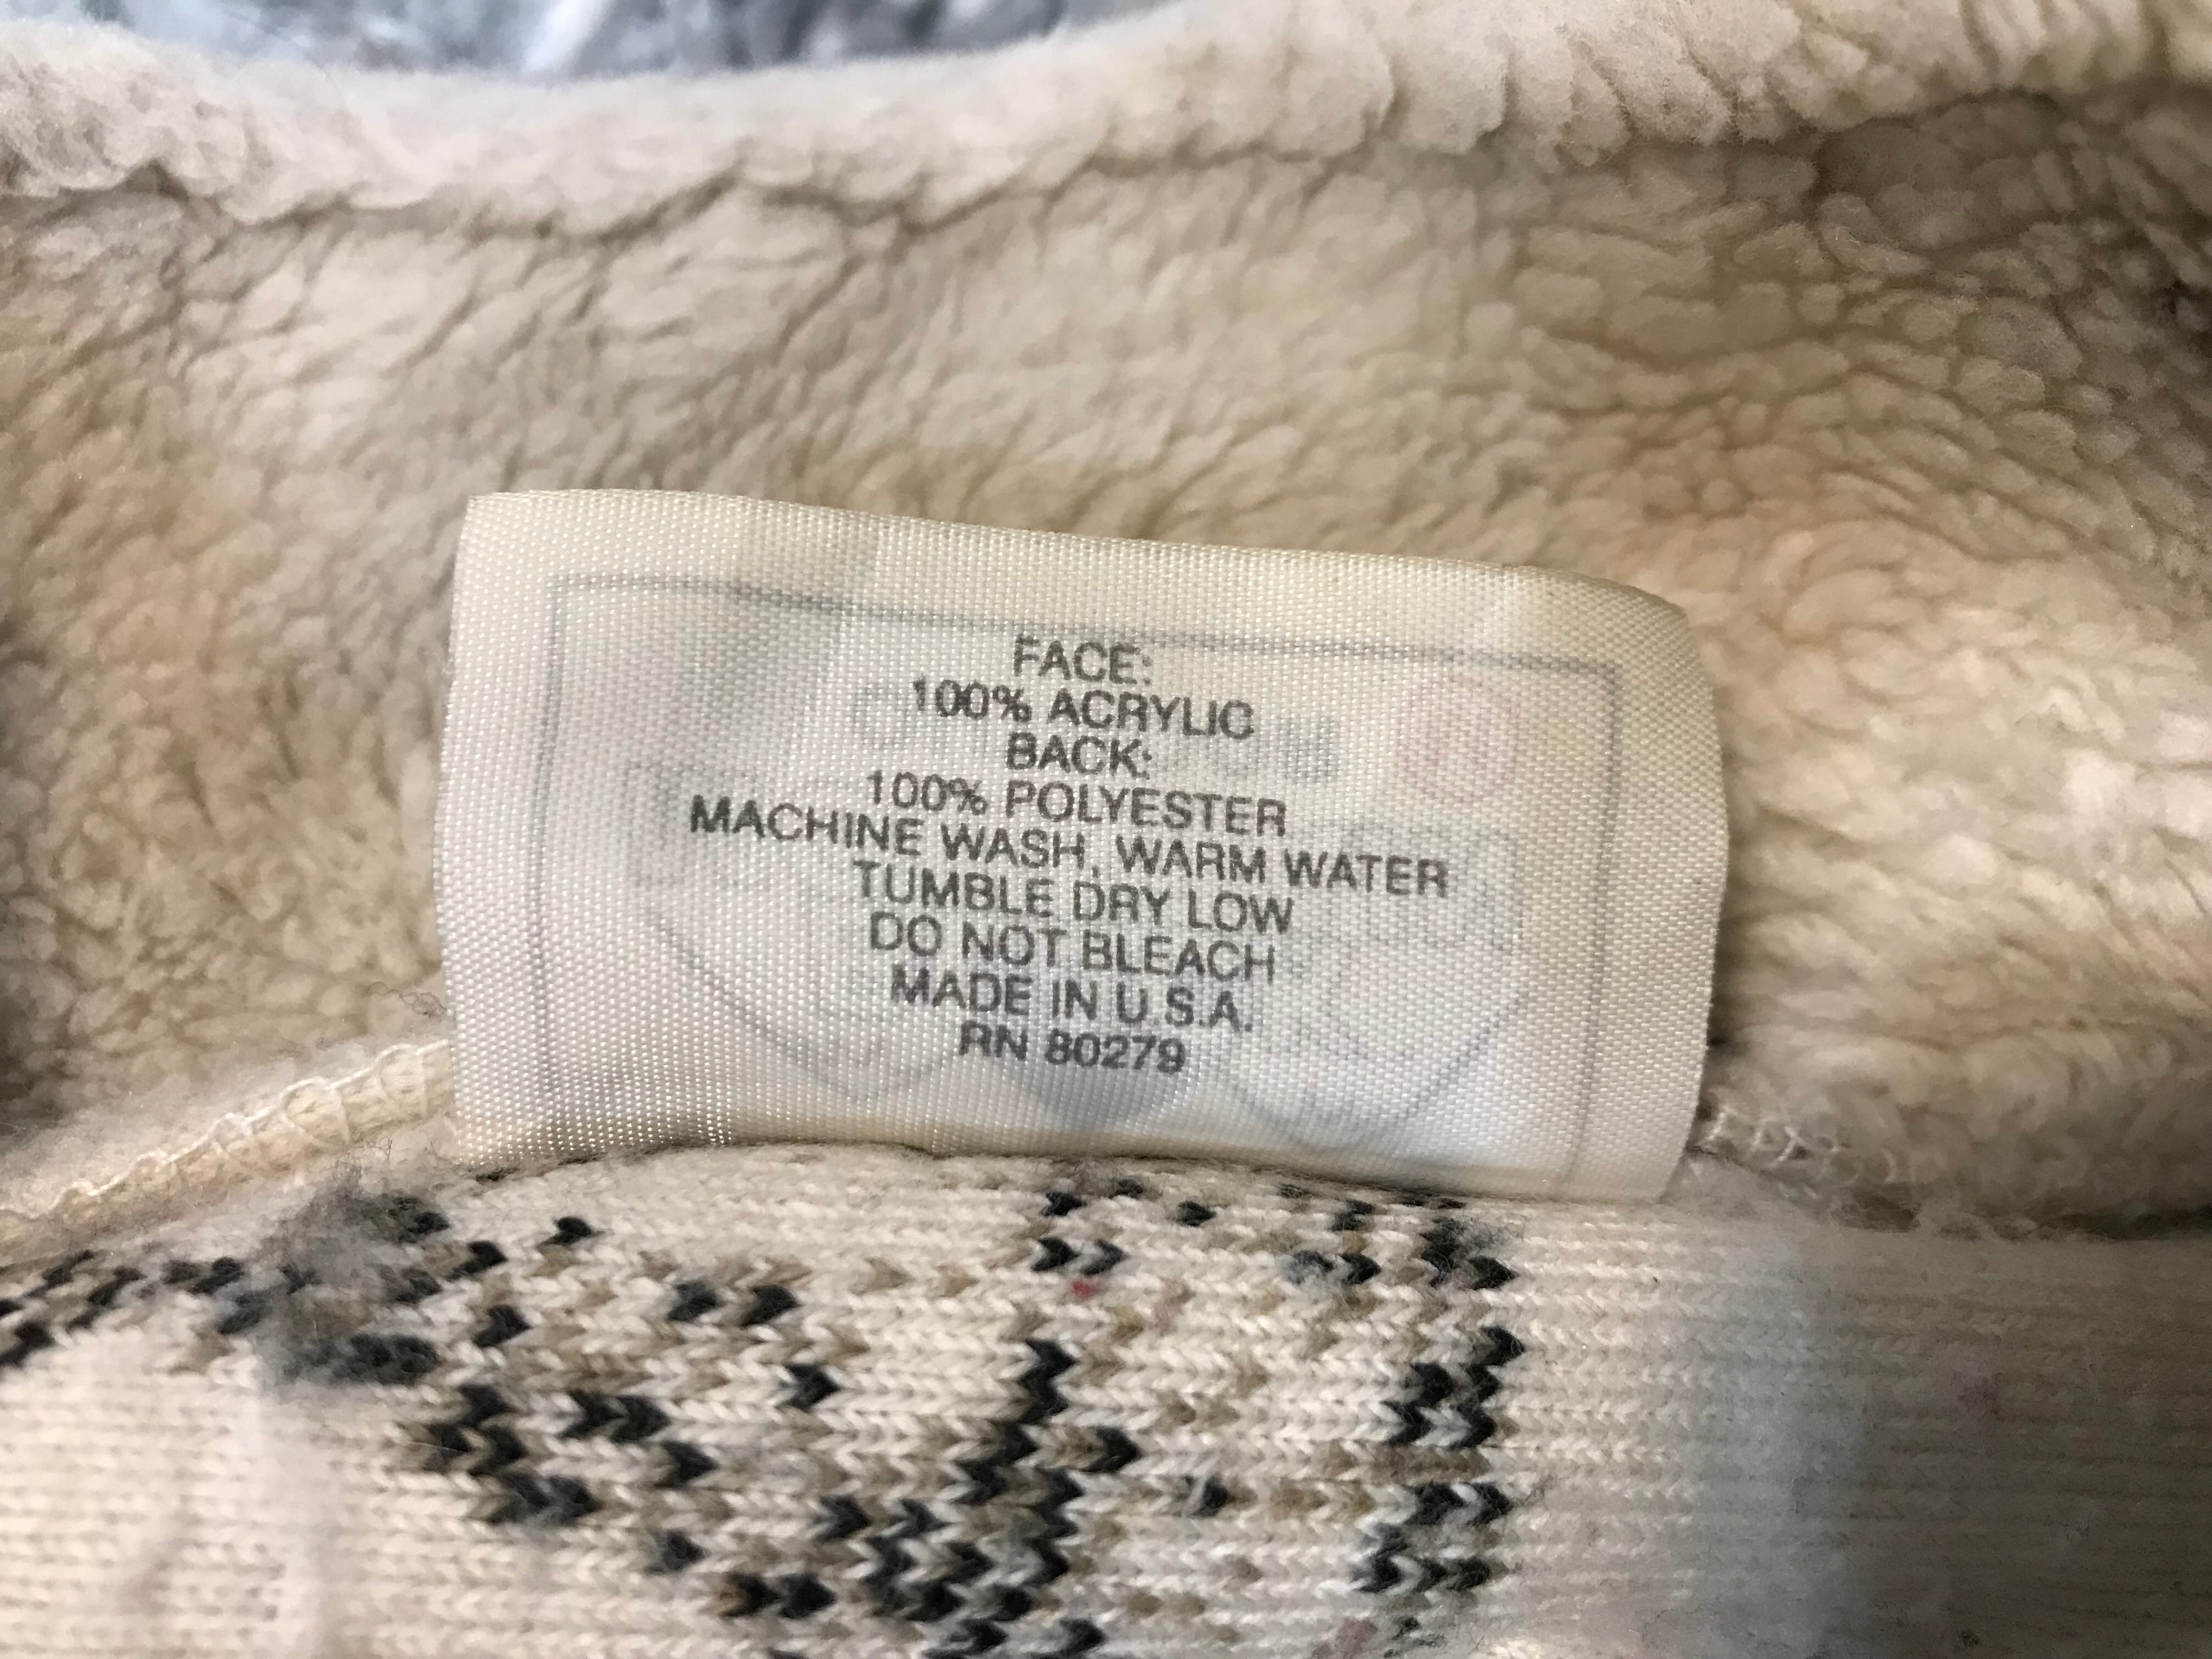 FACE:
100% ACRYLIC
BACK:
100% POLYESTER
MACHINE WASH, WARM WATER
TUMBLE DRY LOW
DO NOT BLEACH
MADE IN U.S.A.
RN 80279